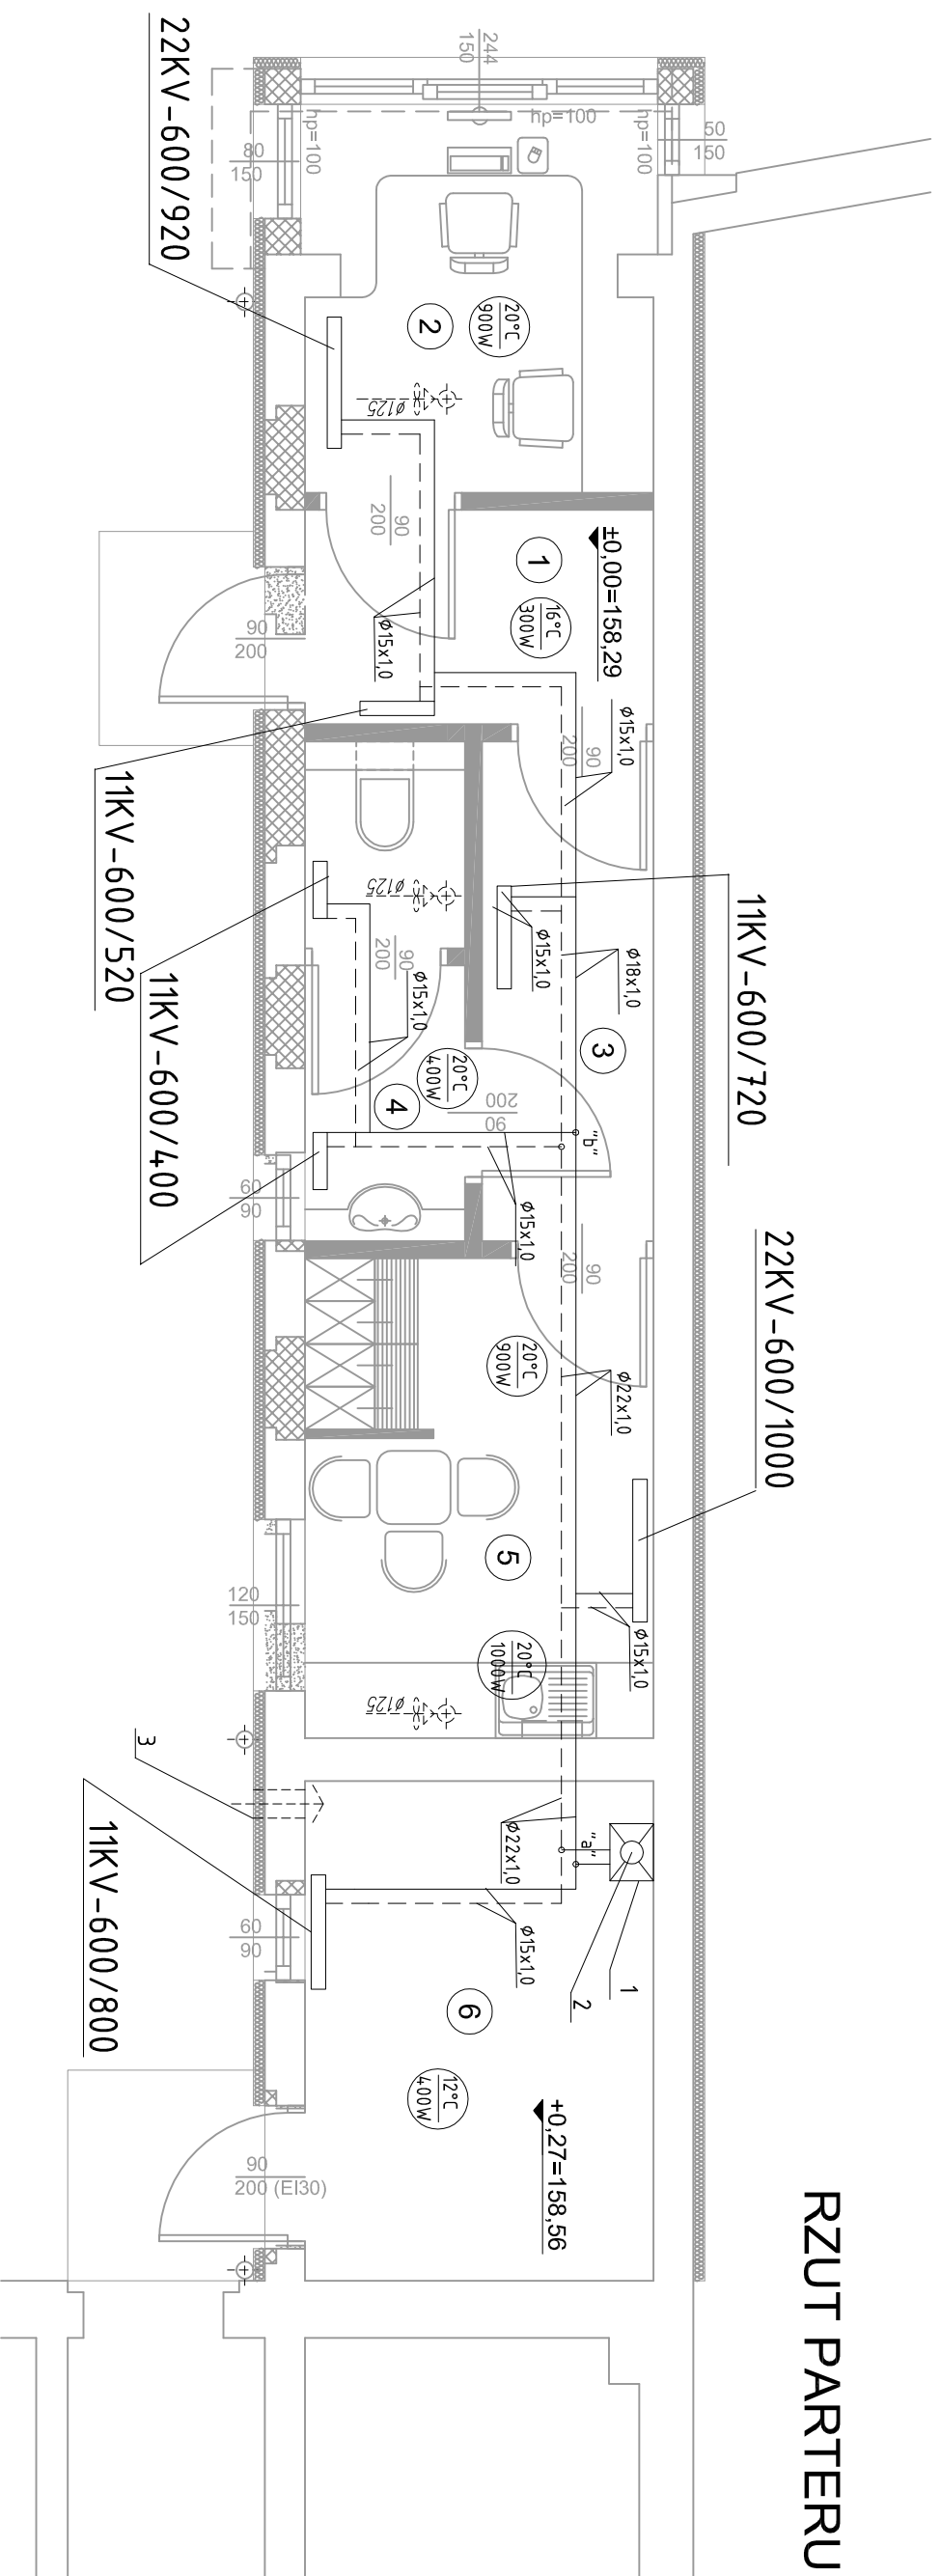 RZUT PARTERU
22KV-600/920
22KV-600/1000
11KV-600/720
11KV-600/520
11KV-600/400
11KV-600/800
244
150
hp=100
hp=100
hp=100
50
150
80
150
2
20°C
900W
ø125
90
200
ø15x1,0
1
16°C
300W
±0,00=158,29
90
200
ø15x1,0
90
200
ø125
ø15x1,0
ø18x1,0
3
90
200
ø15x1,0
20°C
400W
4
200
90
"b"
ø15x1,0
60
90
90
200
20°C
900W
ø22x1,0
5
120
150
20°C
1000W
ø15x1,0
ø125
3
ø22x1,0
"a"
1
2
ø15x1,0
60
90
6
12°C
400W
+0,27=158,56
90
200 (EI30)